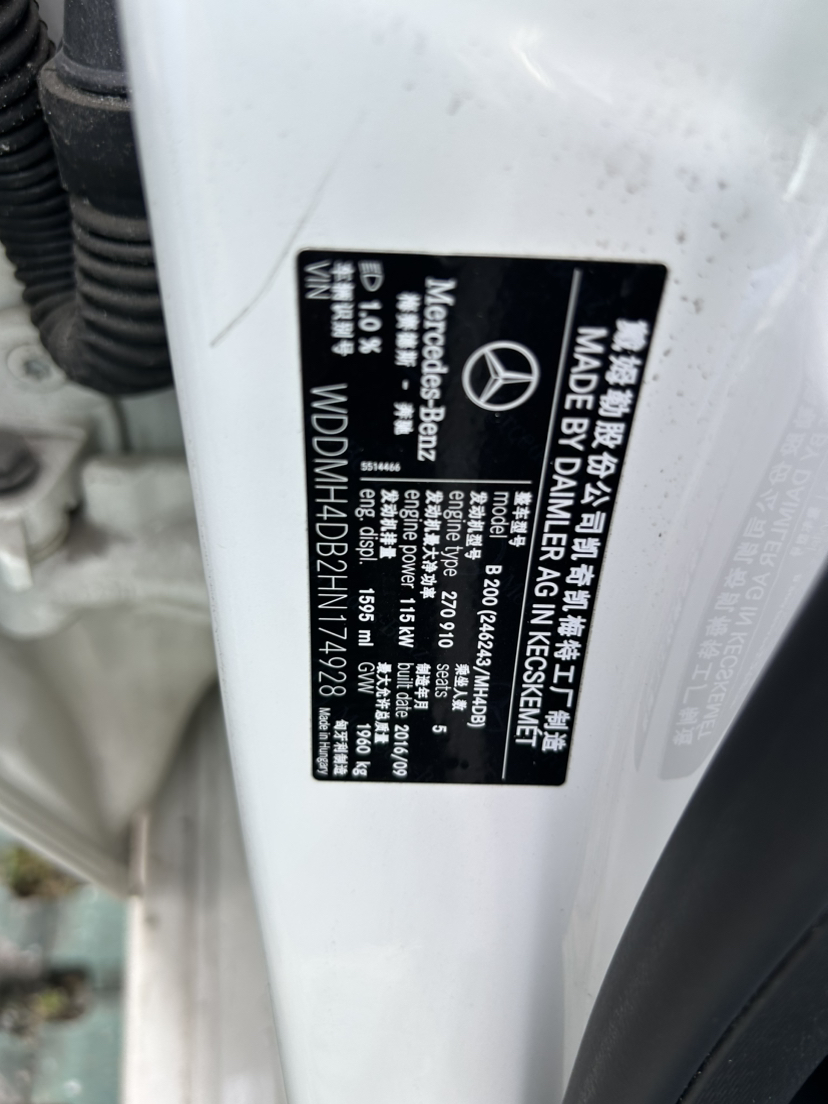 戴姆勒股份公司凯奇凯梅特工厂制造
MADE BY DAIMLER AG IN KECSKEMÉT
Mercedes-Benz
梅赛德斯 - 奔驰
1.0 %
5514466
整车型号
model B 200 (246243/MH4DB)
发动机型号 乘坐人数
engine type 270 910 seats 5
发动机最大净功率 制造年月
engine power 115 kW built date 2016/09
发动机排量 最大允许总质量
eng. displ. 1595 ml GVW 1960 kg
车辆识别号 匈牙利制造
VIN WDDMH4DB2HN174928 Made in Hungary